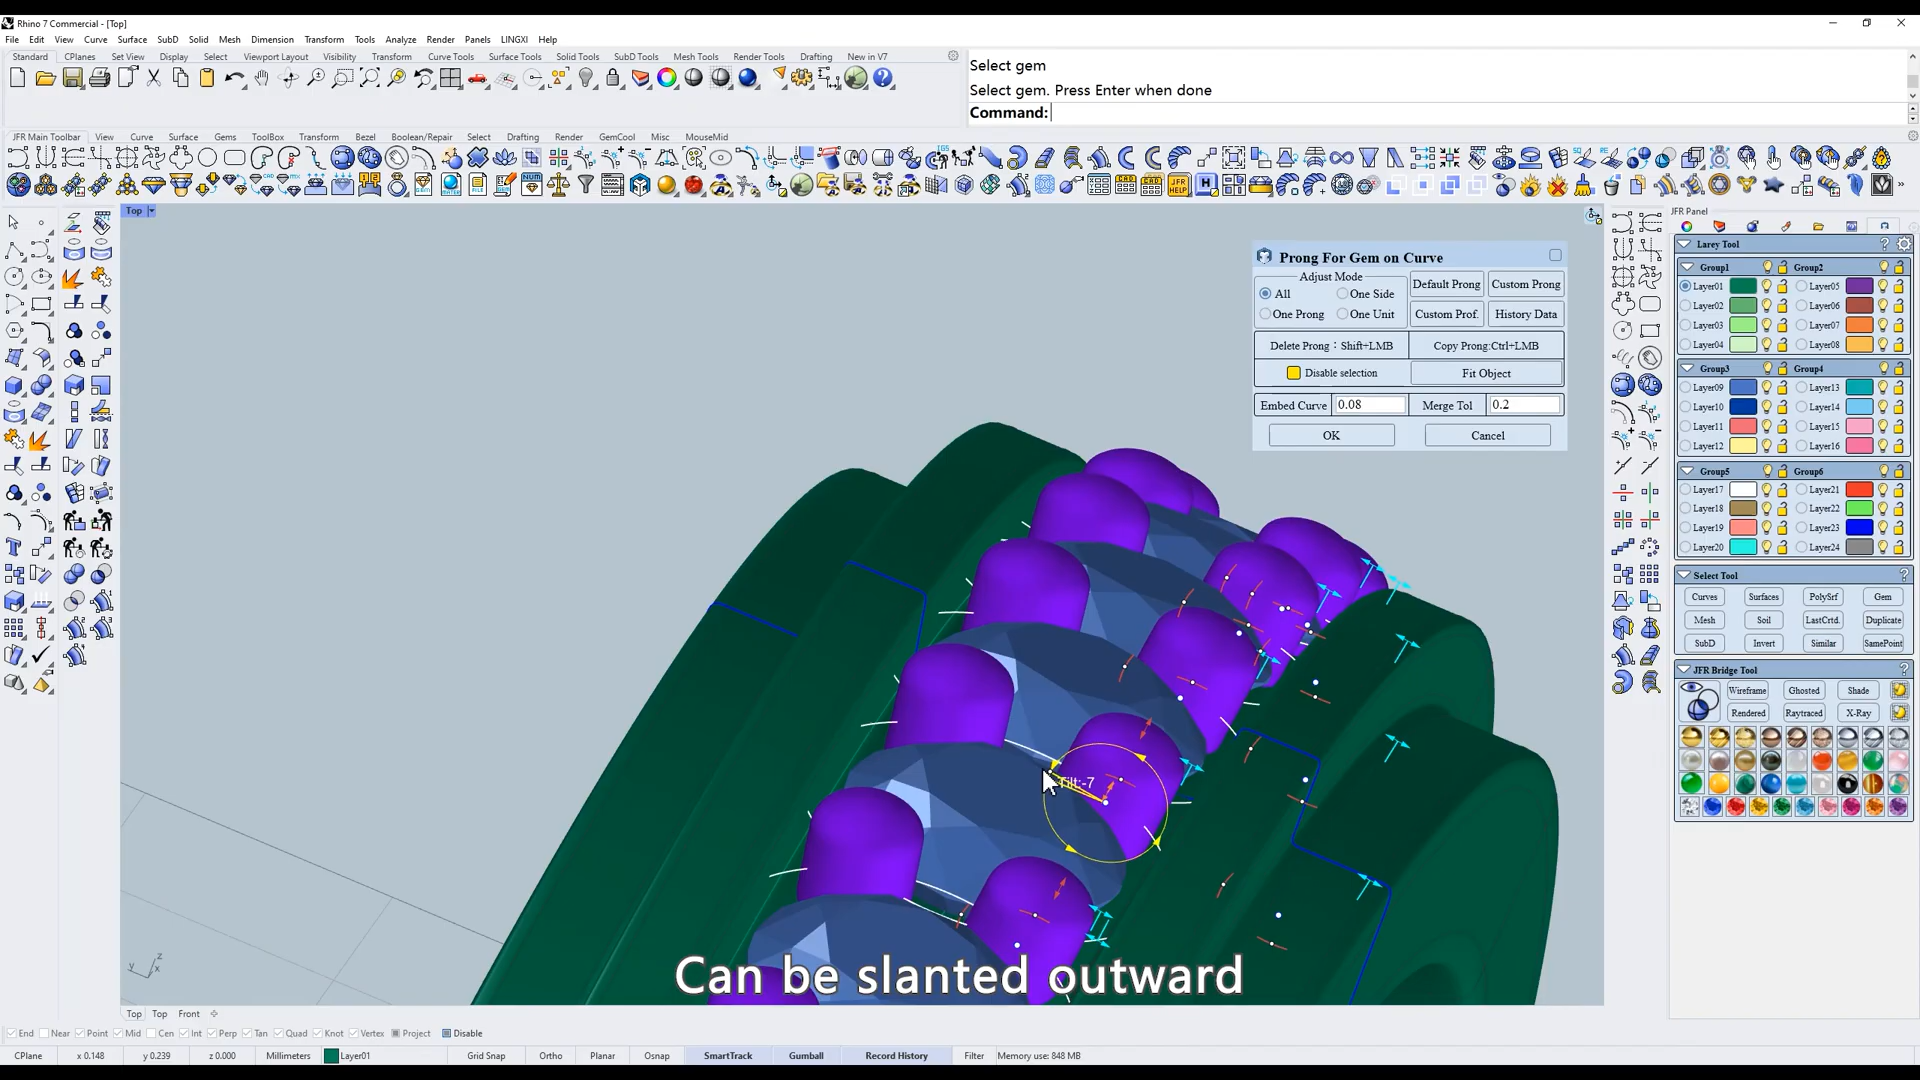 Rhino 7 Commercial - [Top]
File Edit View Curve Surface SubD Solid Mesh Dimension Transform Tools Analyze Render Panels LINGXI Help
Standard CPlanes Set View Display Select Viewport Layout Visibility Transform Curve Tools Surface Tools Solid Tools SubD Tools Mesh Tools Render Tools Drafting New in V7
Select gem
Select gem. Press Enter when done
Command:
JFR Main Toolbar View Curve Surface Gems ToolBox Transform Bezel Boolean/Repair Select Drafting Render GemCool Misc MouseMid
Top
JFR Panel
Larey Tool ?
Group1 Group2
Layer01 Layer05
Layer02 Layer06
Layer03 Layer07
Layer04 Layer08
Group3 Group4
Layer09 Layer13
Layer10 Layer14
Layer11 Layer15
Layer12 Layer16
Group5 Group6
Layer17 Layer21
Layer18 Layer22
Layer19 Layer23
Layer20 Layer24
Select Tool ?
Curves Surfaces PolySrf Gem
Mesh Soil LastCrtd. Duplicate
SubD Invert Similar SamePoint
JFR Bridge Tool ?
Wireframe Ghosted Shade
Rendered Raytraced X-Ray
Prong For Gem on Curve
Adjust Mode
All One Side
One Prong One Unit
Default Prong Custom Prong
Custom Prof. History Data
Delete Prong：Shift+LMB Copy Prong:Ctrl+LMB
Disable selection Fit Object
Embed Curve 0.08 Merge Tol 0.2
OK Cancel
Tilt:-7
Can be slanted outward
z
y x
Top Top Front
End Near Point Mid Cen Int Perp Tan Quad Knot Vertex Project Disable
CPlane x 0.148 y 0.239 z 0.000 Millimeters Layer01 Grid Snap Ortho Planar Osnap SmartTrack Gumball Record History Filter Memory use: 848 MB